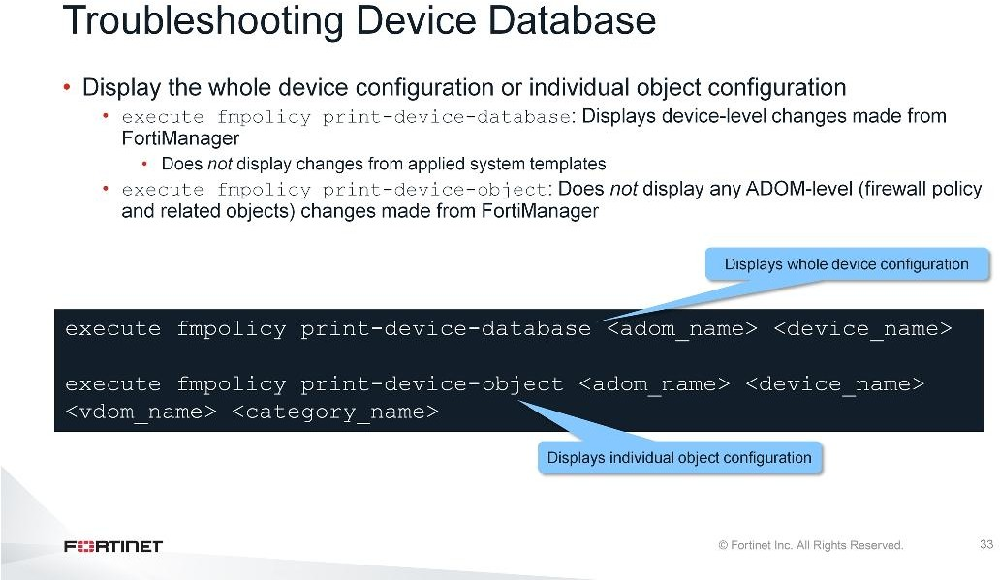 Troubleshooting Device Database
• Display the whole device configuration or individual object configuration
• execute fmpolicy print-device-database: Displays device-level changes made from
FortiManager
• Does not display changes from applied system templates
• execute fmpolicy print-device-object: Does not display any ADOM-level (firewall policy
and related objects) changes made from FortiManager
Displays whole device configuration
execute fmpolicy print-device-database <adom_name> <device_name>
execute fmpolicy print-device-object <adom_name> <device_name>
<vdom_name> <category_name>
Displays individual object configuration
FORTINET
© Fortinet Inc. All Rights Reserved.
33